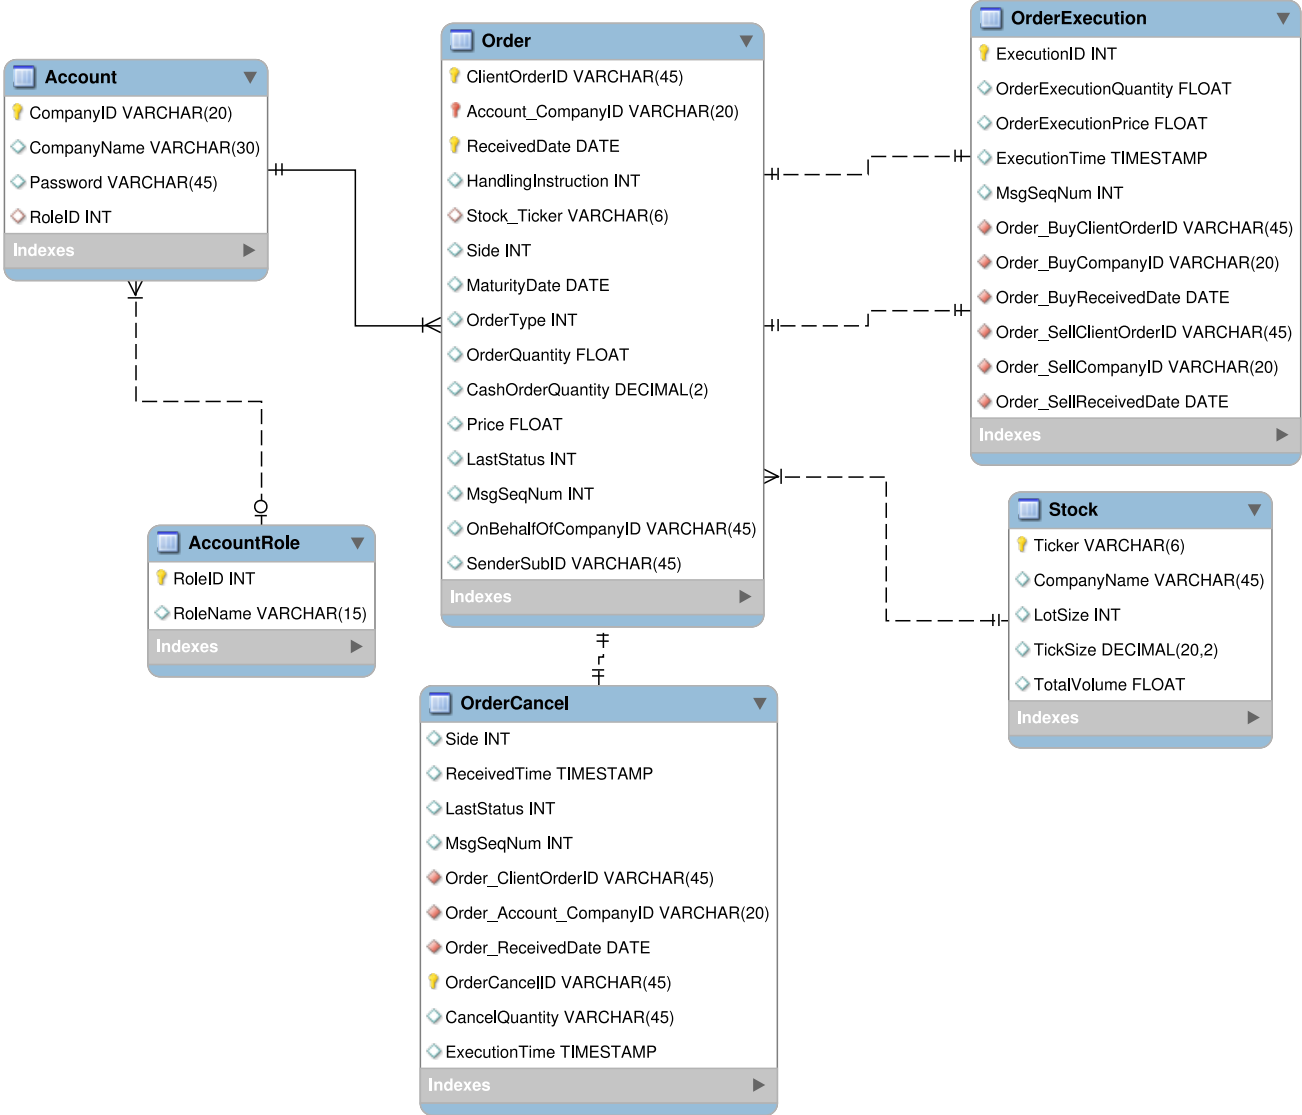 Account
CompanyID VARCHAR(20)
CompanyName VARCHAR(30)
Password VARCHAR(45)
RoleID INT
Indexes
Order
ClientOrderID VARCHAR(45)
Account_CompanyID VARCHAR(20)
ReceivedDate DATE
HandlingInstruction INT
Stock_Ticker VARCHAR(6)
Side INT
MaturityDate DATE
OrderType INT
OrderQuantity FLOAT
CashOrderQuantity DECIMAL(2)
Price FLOAT
LastStatus INT
MsgSeqNum INT
OnBehalfOfCompanyID VARCHAR(45)
SenderSubID VARCHAR(45)
Indexes
OrderExecution
ExecutionID INT
OrderExecutionQuantity FLOAT
OrderExecutionPrice FLOAT
ExecutionTime TIMESTAMP
MsgSeqNum INT
Order_BuyClientOrderID VARCHAR(45)
Order_BuyCompanyID VARCHAR(20)
Order_BuyReceivedDate DATE
Order_SellClientOrderID VARCHAR(45)
Order_SellCompanyID VARCHAR(20)
Order_SellReceivedDate DATE
Indexes
AccountRole
RoleID INT
RoleName VARCHAR(15)
Indexes
Stock
Ticker VARCHAR(6)
CompanyName VARCHAR(45)
LotSize INT
TickSize DECIMAL(20,2)
TotalVolume FLOAT
Indexes
OrderCancel
Side INT
ReceivedTime TIMESTAMP
LastStatus INT
MsgSeqNum INT
Order_ClientOrderID VARCHAR(45)
Order_Account_CompanyID VARCHAR(20)
Order_ReceivedDate DATE
OrderCancelID VARCHAR(45)
CancelQuantity VARCHAR(45)
ExecutionTime TIMESTAMP
Indexes